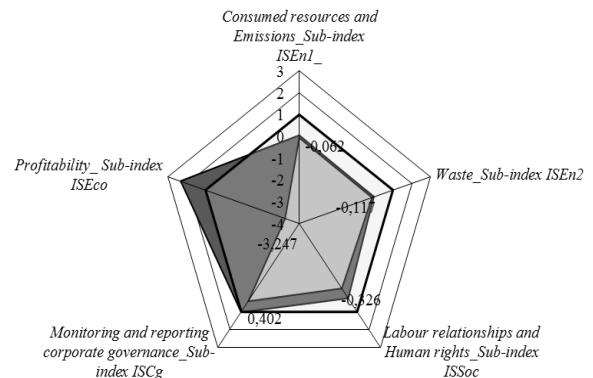 Consumed resources and
Emissions_Sub-index
ISEn1_
3
2
1
0
-0,062
-1
Profitability_ Sub-index
ISEco
Waste_Sub-index ISEn2
-2
-3
-0,117
-4
-3,247
-0,326
0,402
Monitoring and reporting
corporate governance_Sub-
index ISCg
Labour relationships and
Human rights_Sub-index
ISSoc